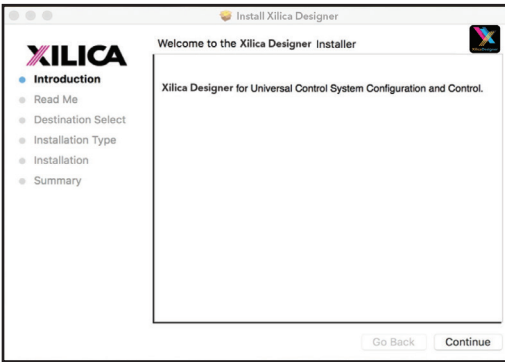 Install Xilica Designer
XILICA
Welcome to the Xilica Designer Installer
Introduction
Read Me
Destination Select
Installation Type
Installation
Summary
Xilica Designer for Universal Control System Configuration and Control.
Go Back
Continue